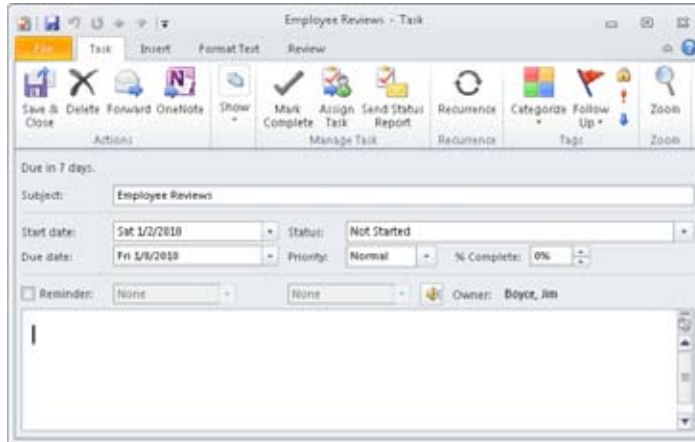 Employee Reviews - Task
File Task Insert Format Text Review
Save & Close Delete Forward OneNote Show Mark Complete Assign Task Send Status Report Recurrence Categorize Follow Up Zoom
Actions Manage Task Recurrence Tags Zoom
Due in 7 days.
Subject: Employee Reviews
Start date: Sat 1/2/2010 Status: Not Started
Due date: Fri 1/8/2010 Priority: Normal % Complete: 0%
Reminder: None None Owner: Boyce, Jim